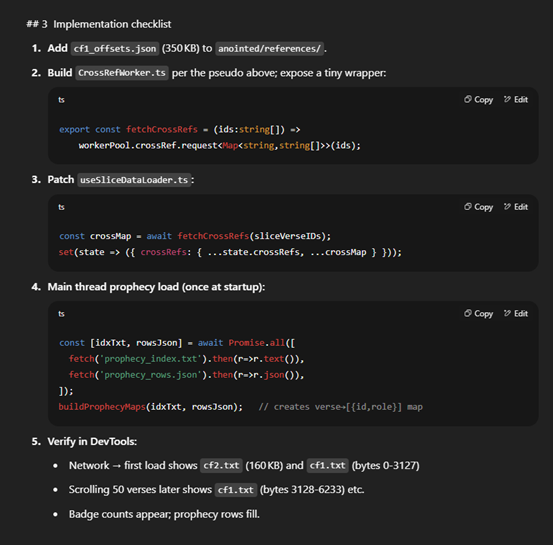 ## 3 Implementation checklist
1. Add cf1_offsets.json (350 KB) to anointed/references/.
2. Build CrossRefWorker.ts per the pseudo above; expose a tiny wrapper:
ts Copy Edit
export const fetchCrossRefs = (ids:string[]) =>
workerPool.crossRef.request<Map<string,string[]>>(ids);
3. Patch useSliceDataLoader.ts:
ts Copy Edit
const crossMap = await fetchCrossRefs(sliceVerseIDs);
set(state => ({ crossRefs: { ...state.crossRefs, ...crossMap } }));
4. Main thread prophecy load (once at startup):
ts Copy Edit
const [idxTxt, rowsJson] = await Promise.all([
fetch('prophecy_index.txt').then(r=>r.text()),
fetch('prophecy_rows.json').then(r=>r.json()),
]);
buildProphecyMaps(idxTxt, rowsJson); // creates verse→[{id,role}] map
5. Verify in DevTools:
• Network → first load shows cf2.txt (160 KB) and cf1.txt (bytes 0-3127)
• Scrolling 50 verses later shows cf1.txt (bytes 3128-6233) etc.
• Badge counts appear; prophecy rows fill.